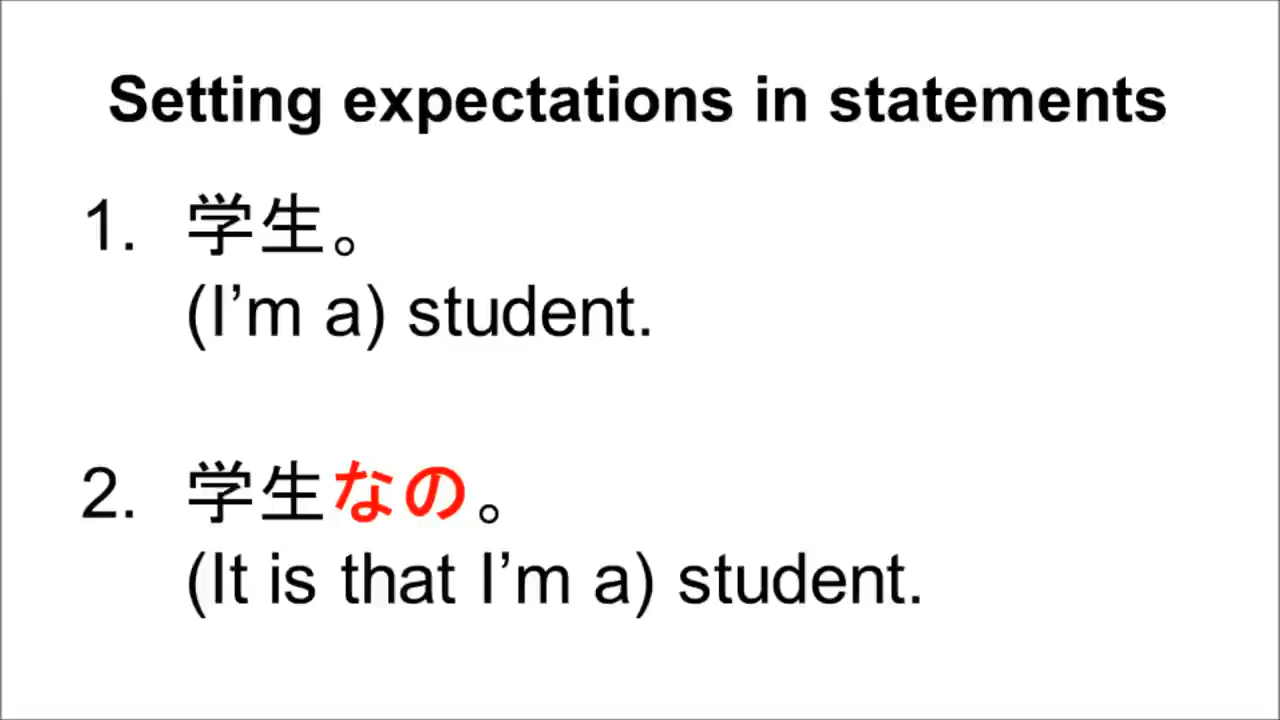 Setting expectations in statements
1. 学生。
(I’m a) student.
2. 学生なの。
(It is that I’m a) student.